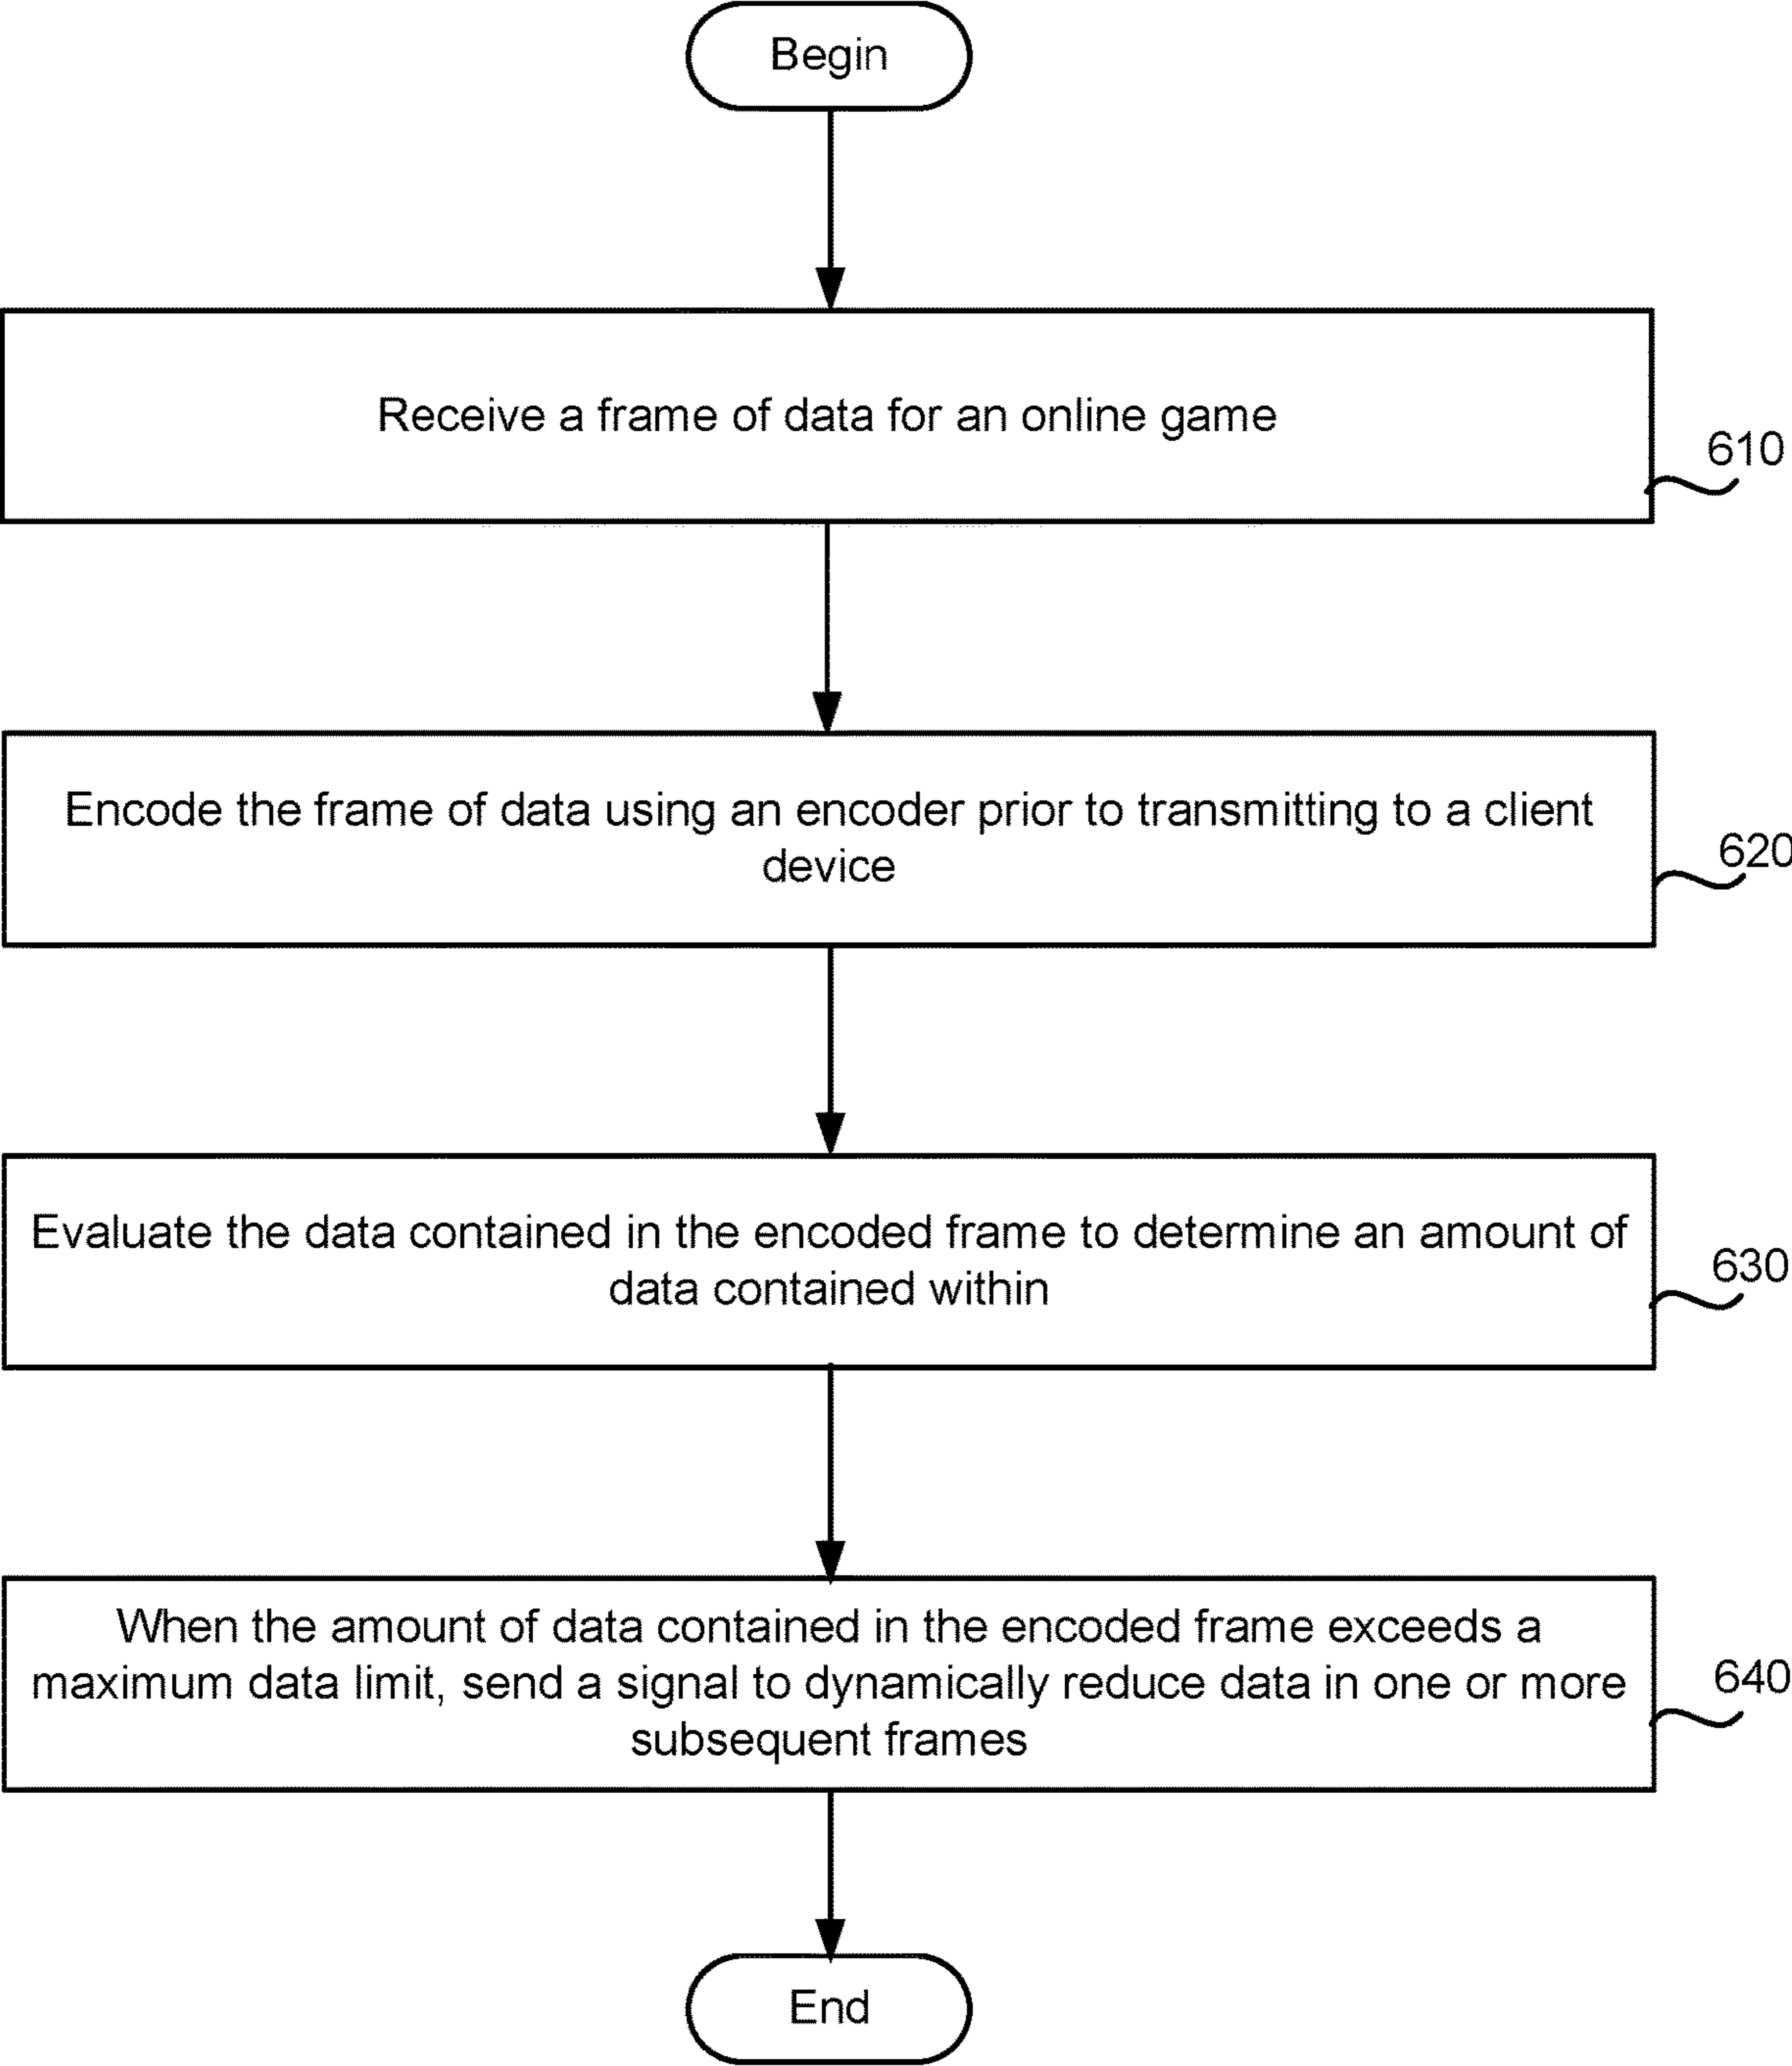 Begin
Receive a frame of data for an online game
610
Encode the frame of data using an encoder prior to transmitting to a client
device
620
Evaluate the data contained in the encoded frame to determine an amount of
data contained within
630
When the amount of data contained in the encoded frame exceeds a
maximum data limit, send a signal to dynamically reduce data in one or more
subsequent frames
640
End